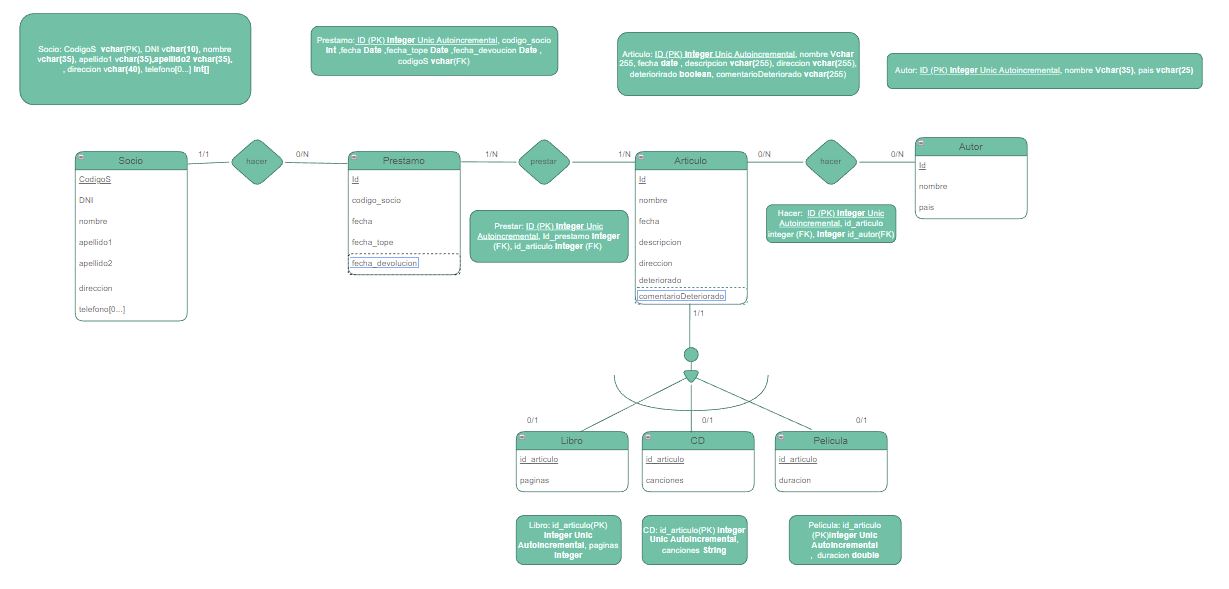 Socio: CodigoS vchar(PK), DNI vchar(10), nombre
vchar(35), apellido1 vchar(35),apellido2 vchar(35),
, direccion vchar(40), telefono[0...] Int[]
Prestamo: ID (PK) Integer Unic Autoincremental, codigo_socio
Int ,fecha Date ,fecha_tope Date ,fecha_devoucion Date ,
codigoS vchar(FK)
Articulo: ID (PK) Integer Unic Autoincremental, nombre Vchar
255, fecha date , descripcion vchar(255), direccion vchar(255),
deteriorirado boolean, comentarioDeteriorado vchar(255)
Autor: ID (PK) Integer Unic Autoincremental, nombre Vchar(35), pais vchar(25)
Socio
CodigoS
DNI
nombre
apellido1
apellido2
direccion
telefono[0...]
1/1
hacer
0/N
Prestamo
Id
codigo_socio
fecha
fecha_tope
fecha_devolucion
1/N
prestar
1/N
Prestar: ID (PK) Integer Unic
Autoincremental, Id_prestamo Integer
(FK), id_articulo Integer (FK)
Articulo
Id
nombre
fecha
descripcion
direccion
deteriorado
comentarioDeteriorado
0/N
hacer
0/N
Hacer: ID (PK) Integer Unic
Autoincremental, id_articulo
integer (FK), Integer id_autor(FK)
Autor
Id
nombre
pais
1/1
0/1
0/1
0/1
Libro
id_articulo
paginas
CD
id_articulo
canciones
Pelicula
id_articulo
duracion
Libro: id_articulo(PK)
Integer Unic
Autoincremental, paginas
Integer
CD: id_articulo(PK) Integer
Unic Autoincremental,
canciones String
Pelicula: id_articulo
(PK)Integer Unic
Autoincremental
, duracion double